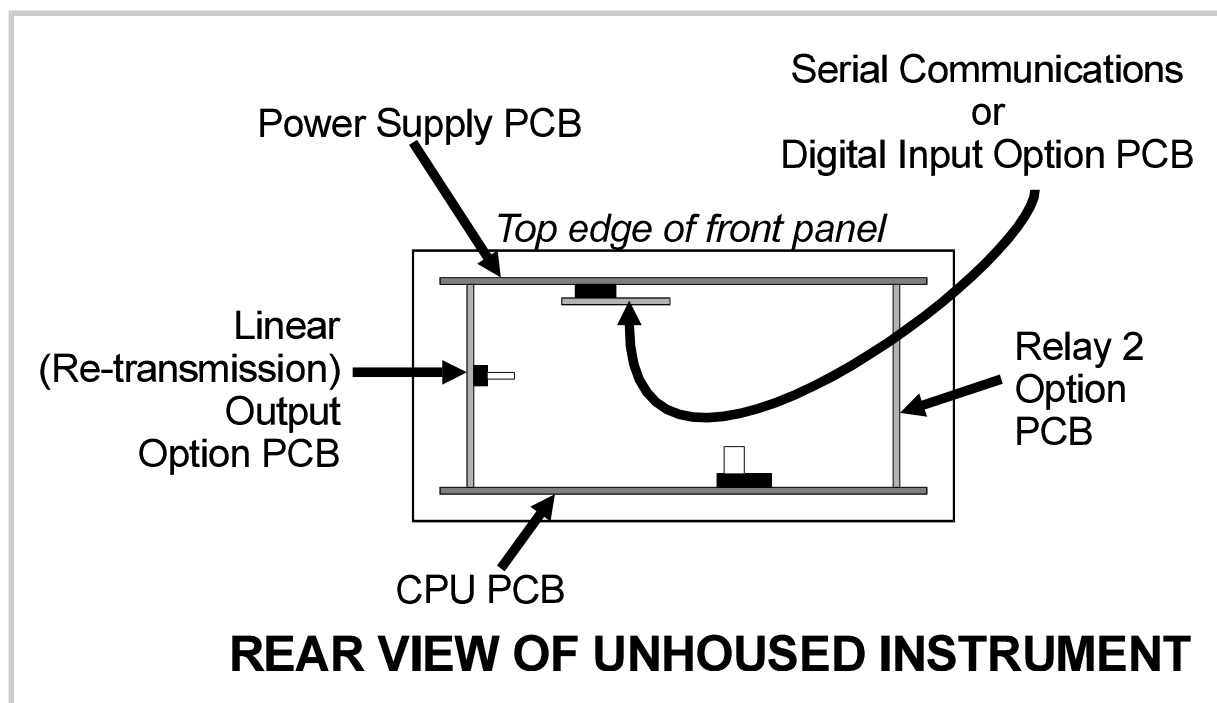 Serial Communications
or
Digital Input Option PCB
Power Supply PCB
Top edge of front panel
Linear
(Re-transmission)
Output
Option PCB
Relay 2
Option
PCB
CPU PCB
REAR VIEW OF UNHOUSED INSTRUMENT